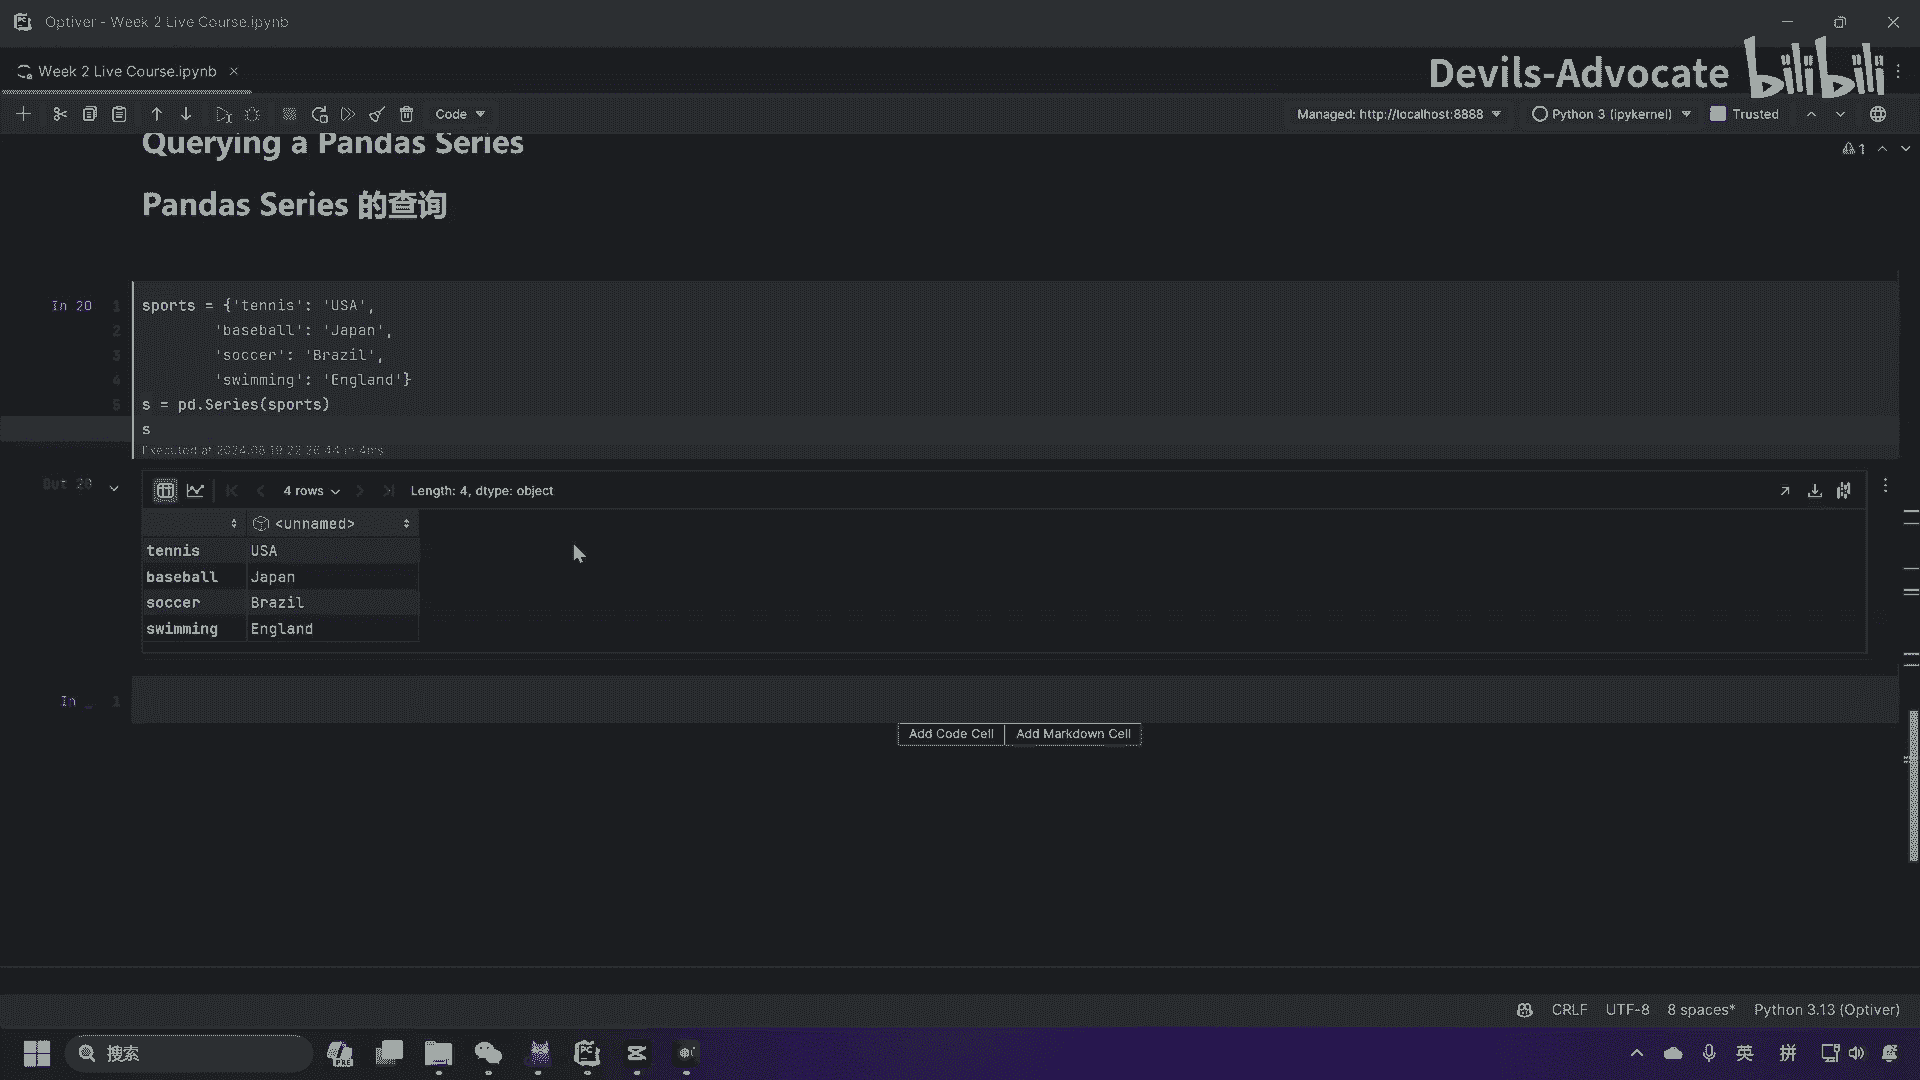 Optiver - Week 2 Live Course.ipynb
Week 2 Live Course.ipynb
Devils-Advocate bilibili
Code
Managed: http://localhost:8888
Python 3 (ipykernel)
Trusted
Querying a Pandas Series
1
Pandas Series 的查询
In 20
1 sports = {'tennis': 'USA',
2 'baseball': 'Japan',
3 'soccer': 'Brazil',
4 'swimming': 'England'}
5 s = pd.Series(sports)
s
Executed at 2024.08.19 22:26:44 in 4ms
Out 20
4 rows
Length: 4, dtype: object
<unnamed>
tennis USA
baseball Japan
soccer Brazil
swimming England
In _ 1
Add Code Cell Add Markdown Cell
CRLF UTF-8 8 spaces* Python 3.13 (Optiver)
搜索
英 拼